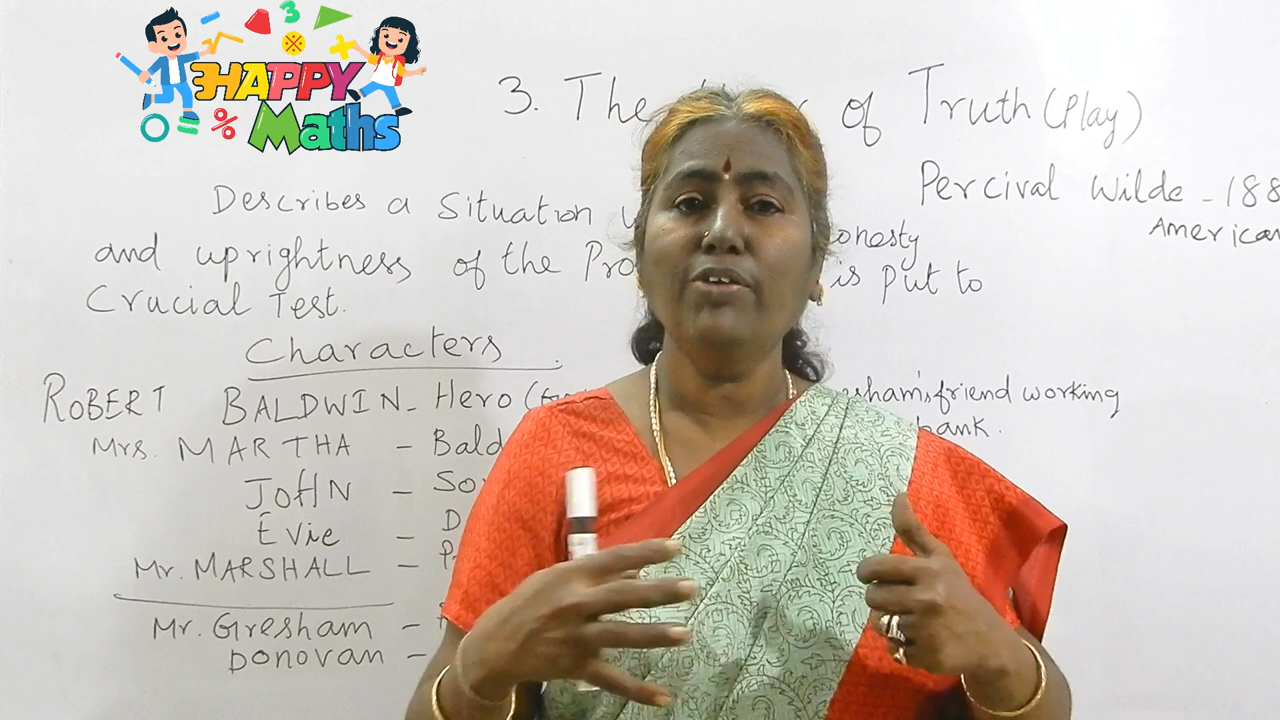 HAPPY
Maths
3. The of Truth (Play)
Percival Wilde - 188
American
Describes a Situation
and uprightness of the Pro onesty is put to
Crucial Test.
Characters
ROBERT BALDWIN - Hero ( esham's friend working
bank.
Mrs. MARTHA - Bald
JOHN - So
Evie - D
Mr. MARSHALL - P
Mr. Gresham -
DONOVAN -